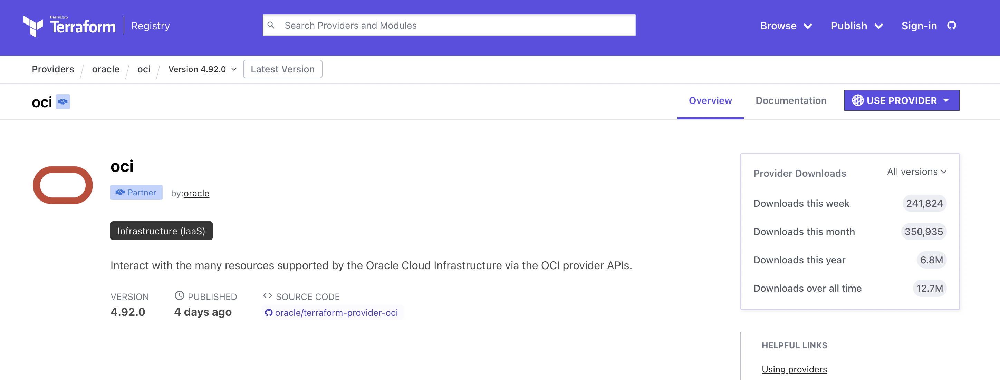 HashiCorp
Terraform Registry
Search Providers and Modules
Browse Publish Sign-in
Providers / oracle / oci / Version 4.92.0 Latest Version
oci
Overview Documentation USE PROVIDER
oci
Partner by:oracle
Infrastructure (IaaS)
Interact with the many resources supported by the Oracle Cloud Infrastructure via the OCI provider APIs.
VERSION PUBLISHED <> SOURCE CODE
4.92.0 4 days ago oracle/terraform-provider-oci
Provider Downloads All versions
Downloads this week 241,824
Downloads this month 350,935
Downloads this year 6.8M
Downloads over all time 12.7M
HELPFUL LINKS
Using providers